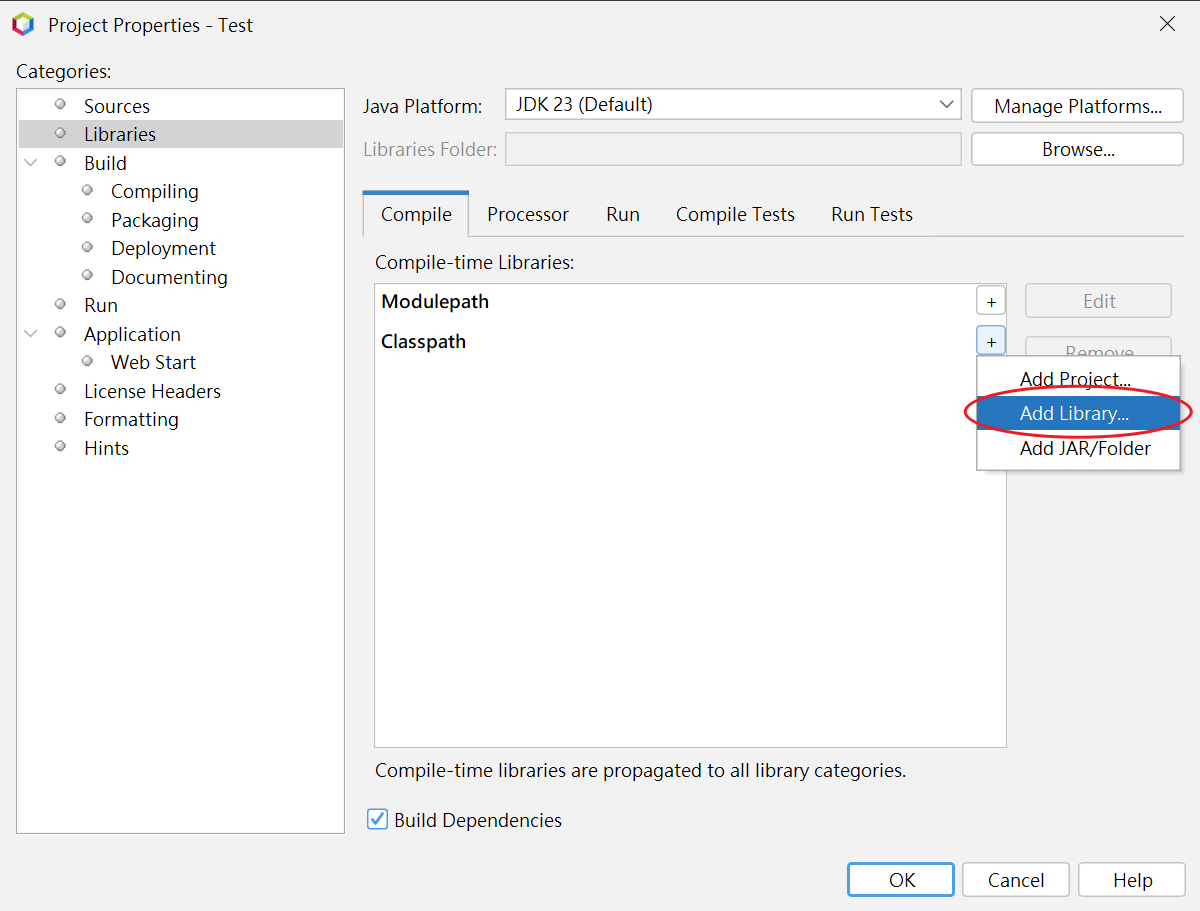 Project Properties - Test
Categories:
Sources
Libraries
Build
Compiling
Packaging
Deployment
Documenting
Run
Application
Web Start
License Headers
Formatting
Hints
Java Platform:
JDK 23 (Default)
Manage Platforms...
Libraries Folder:
Browse...
Compile
Processor
Run
Compile Tests
Run Tests
Compile-time Libraries:
Modulepath
+
Edit
Classpath
+
Remove
Add Project...
Add Library...
Add JAR/Folder
Compile-time libraries are propagated to all library categories.
Build Dependencies
OK
Cancel
Help